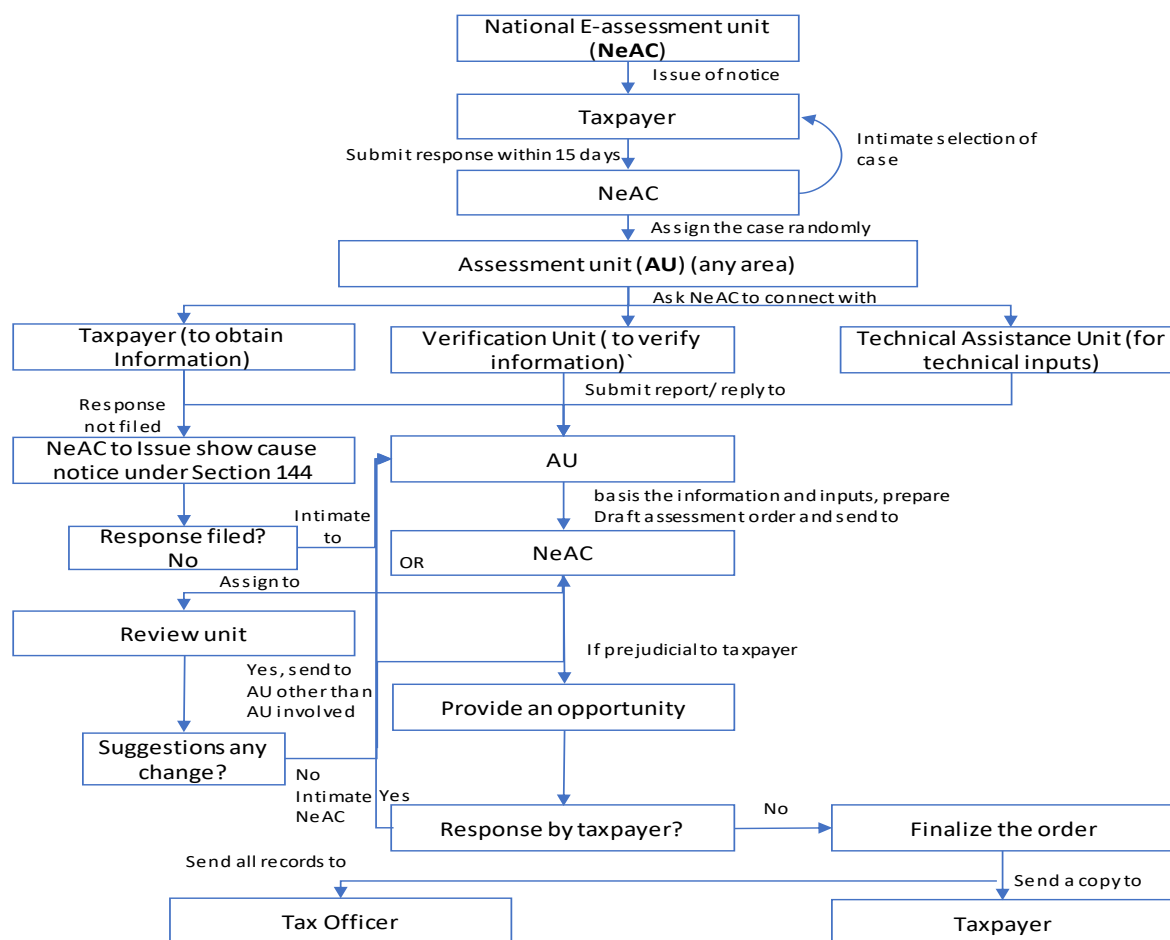 National E-assessment unit
(NeAC)
Issue of notice
Taxpayer
Intimate selection of
case
Submit response within 15 days
NeAC
Assign the case randomly
Assessment unit (AU) (any area)
Ask NeAC to connect with
Taxpayer (to obtain
Information)
Verification Unit ( to verify
information)`
Technical Assistance Unit (for
technical inputs)
Submit report/ reply to
Response
not filed
NeAC to Issue show cause
notice under Section 144
AU
basis the information and inputs, prepare
Draft assessment order and send to
Intimate
to
Response filed?
No
NeAC
OR
Assign to
Review unit
If prejudicial to taxpayer
Yes, send to
AU other than
AU involved
Provide an opportunity
Suggestions any
change?
No
Intimate
NeAC
Yes
Response by taxpayer?
No
Finalize the order
Send all records to
Send a copy to
Tax Officer
Taxpayer